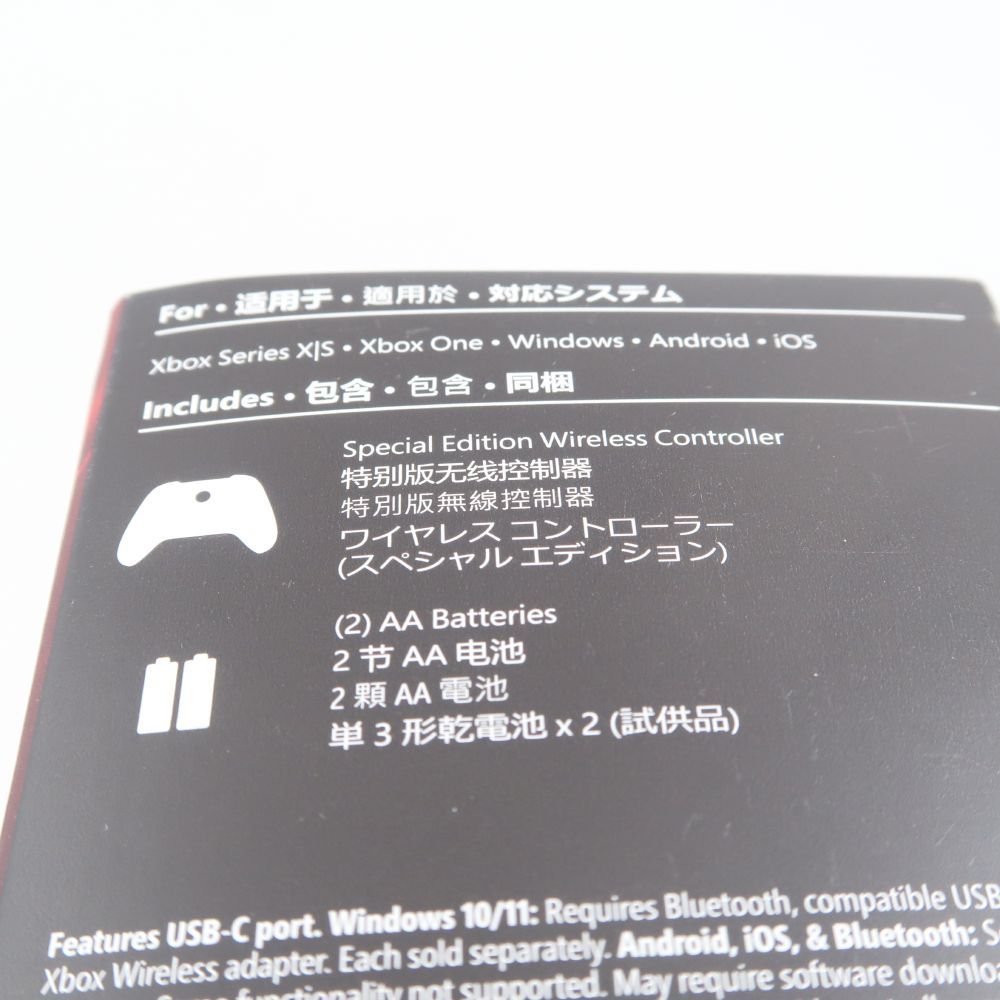 For • 适用于 • 適用於 • 対応システム
Xbox Series X|S • Xbox One • Windows • Android • iOS
Includes • 包含 • 包含 • 同梱
Special Edition Wireless Controller
特别版无线控制器
特別版無線控制器
ワイヤレス コントローラー
(スペシャル エディション)
(2) AA Batteries
2 节 AA 电池
2 顆 AA 電池
単 3 形乾電池 x 2 (試供品)
Features USB-C port. Windows 10/11: Requires Bluetooth, compatible USB
Xbox Wireless adapter. Each sold separately. Android, iOS, & Bluetooth:
functionality not supported. May require software